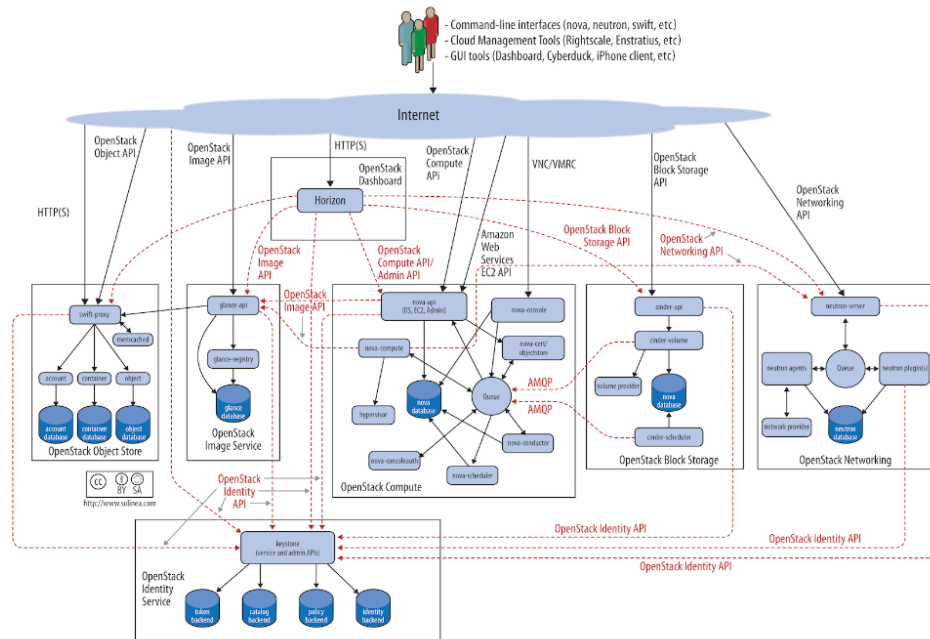 - Command-line interfaces (nova, neutron, swift, etc)
- Cloud Management Tools (Rightscale, Enstratius, etc)
- GUI tools (Dashboard, Cyberduck, iPhone client, etc)
Internet
OpenStack
Object API
OpenStack
Image API
HTTP(S)
OpenStack
Dashboard
Horizon
OpenStack
Compute
APi
VNC/VMRC
OpenStack
Block Storage
API
OpenStack
Networking
API
HTTP(S)
OpenStack
Image
API
OpenStack
Compute API/
Admin API
Amazon
Web
Services
EC2 API
OpenStack Block
Storage API
OpenStack
Networking API
OpenStack
Image API
swift-proxy
memcached
account
container
object
account
database
container
database
object
database
OpenStack Object Store
glance-api
glance-registry
glance
database
OpenStack
Image Service
nova-api
(OS, EC2, Admin)
nova-console
nova-cert/
objectstore
nova-compute
hypervisor
nova
database
Queue
nova-conductor
nova-consoleauth
nova-scheduler
OpenStack Compute
AMQP
AMQP
cinder-api
cinder-volume
volume provider
nova
database
cinder-scheduler
OpenStack Block Storage
neutron-server
neutron agents
Queue
neutron plugin(s)
network provider
neutron
database
OpenStack Networking
cc
BY SA
http://www.solinea.com
OpenStack
Identity
API
OpenStack Identity API
OpenStack Identity API
OpenStack Identity API
keystone
(service and admin APIs)
OpenStack
Identity
Service
token
backend
catalog
backend
policy
backend
identity
backend